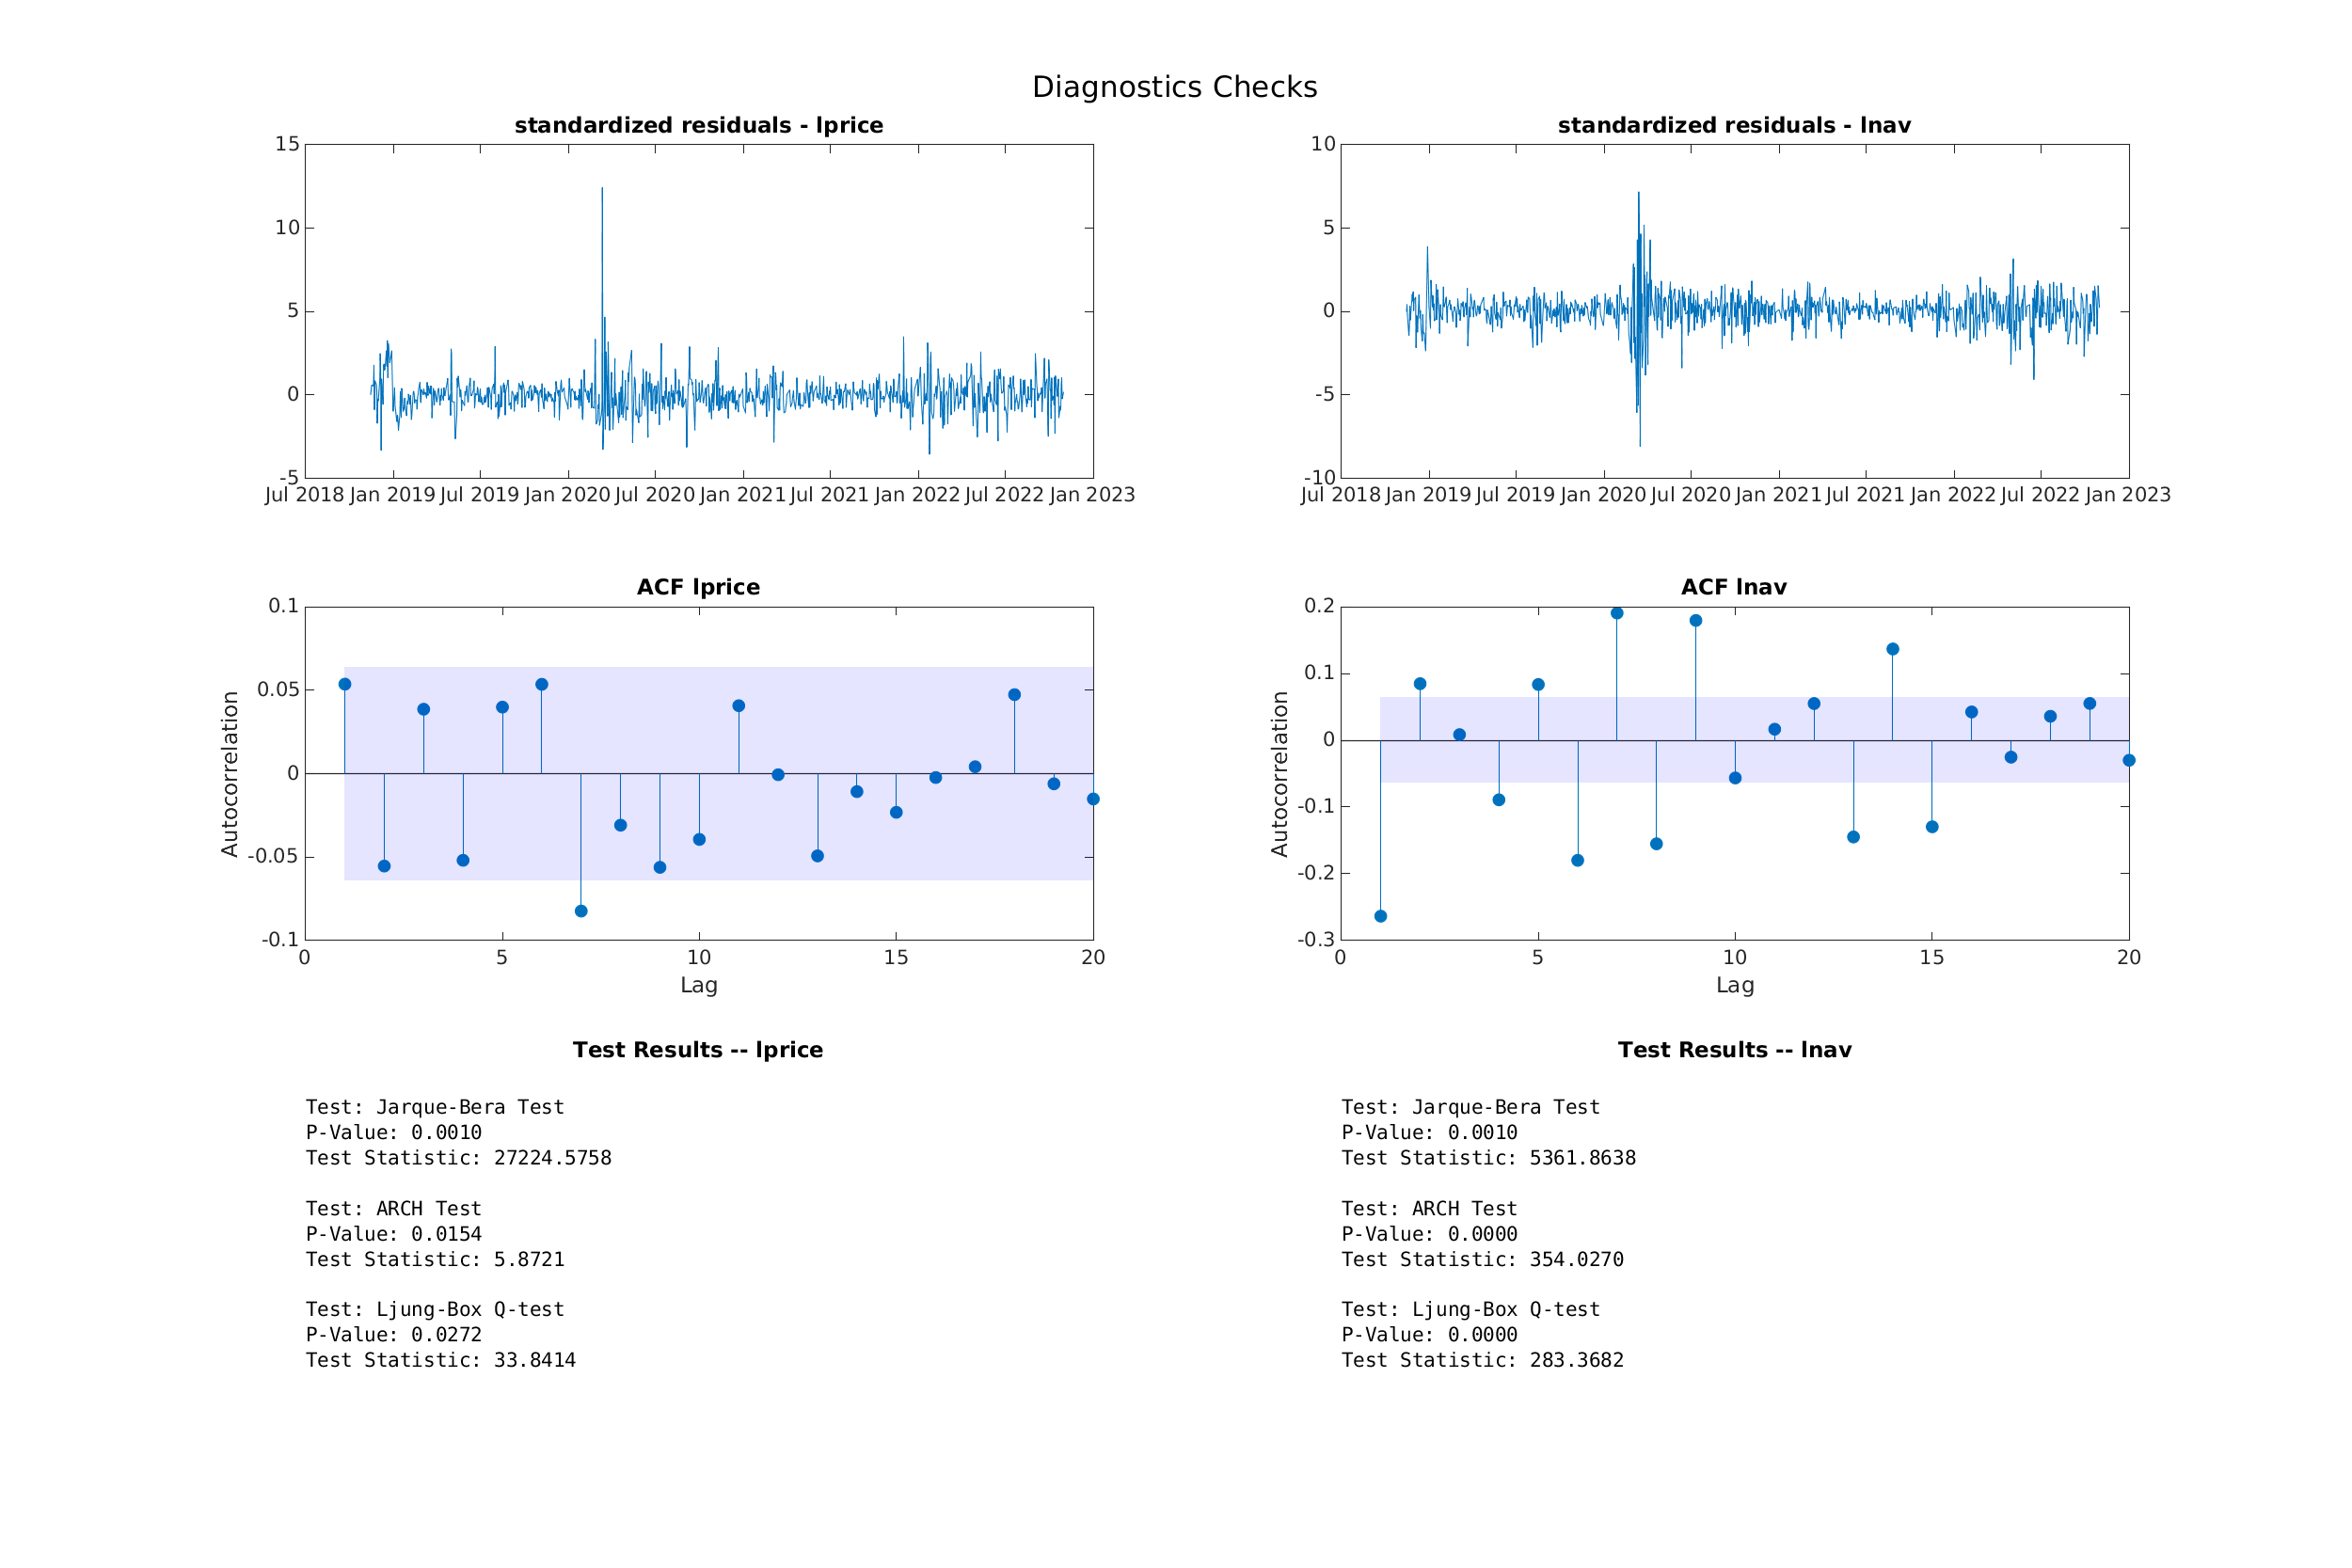 Diagnostics Checks
standardized residuals - lprice
15
10
5
0
-5
Jul 2018 Jan 2019 Jul 2019 Jan 2020 Jul 2020 Jan 2021 Jul 2021 Jan 2022 Jul 2022 Jan 2023
standardized residuals - lnav
10
5
0
-5
-10
Jul 2018 Jan 2019 Jul 2019 Jan 2020 Jul 2020 Jan 2021 Jul 2021 Jan 2022 Jul 2022 Jan 2023
ACF lprice
Autocorrelation
0.1
0.05
0
-0.05
-0.1
0 5 10 15 20
Lag
ACF lnav
Autocorrelation
0.2
0.1
0
-0.1
-0.2
-0.3
0 5 10 15 20
Lag
Test Results -- lprice
Test: Jarque-Bera Test
P-Value: 0.0010
Test Statistic: 27224.5758
Test: ARCH Test
P-Value: 0.0154
Test Statistic: 5.8721
Test: Ljung-Box Q-test
P-Value: 0.0272
Test Statistic: 33.8414
Test Results -- lnav
Test: Jarque-Bera Test
P-Value: 0.0010
Test Statistic: 5361.8638
Test: ARCH Test
P-Value: 0.0000
Test Statistic: 354.0270
Test: Ljung-Box Q-test
P-Value: 0.0000
Test Statistic: 283.3682